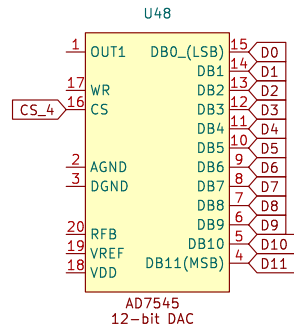 U48
1 OUT1 DB0_(LSB) 15 D0
DB1 14 D1
17 WR DB2 13 D2
CS_4 16 CS DB3 12 D3
DB4 11 D4
DB5 10 D5
2 AGND DB6 9 D6
3 DGND DB7 8 D7
DB8 7 D8
20 RFB DB9 6 D9
19 VREF DB10 5 D10
18 VDD DB11(MSB) 4 D11
AD7545
12-bit DAC